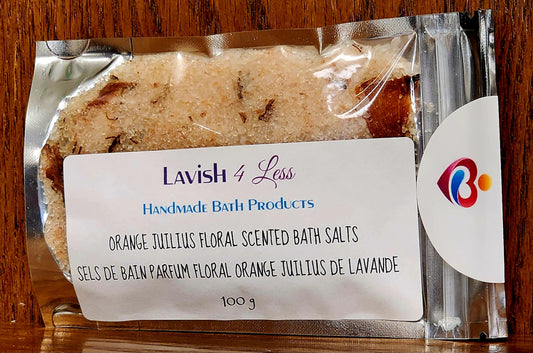 Lavish 4 Less
Handmade Bath Products
ORANGE JUILIUS FLORAL SCENTED BATH SALTS
SELS DE BAIN PARFUM FLORAL ORANGE JUILIUS DE LAVANDE
100 g